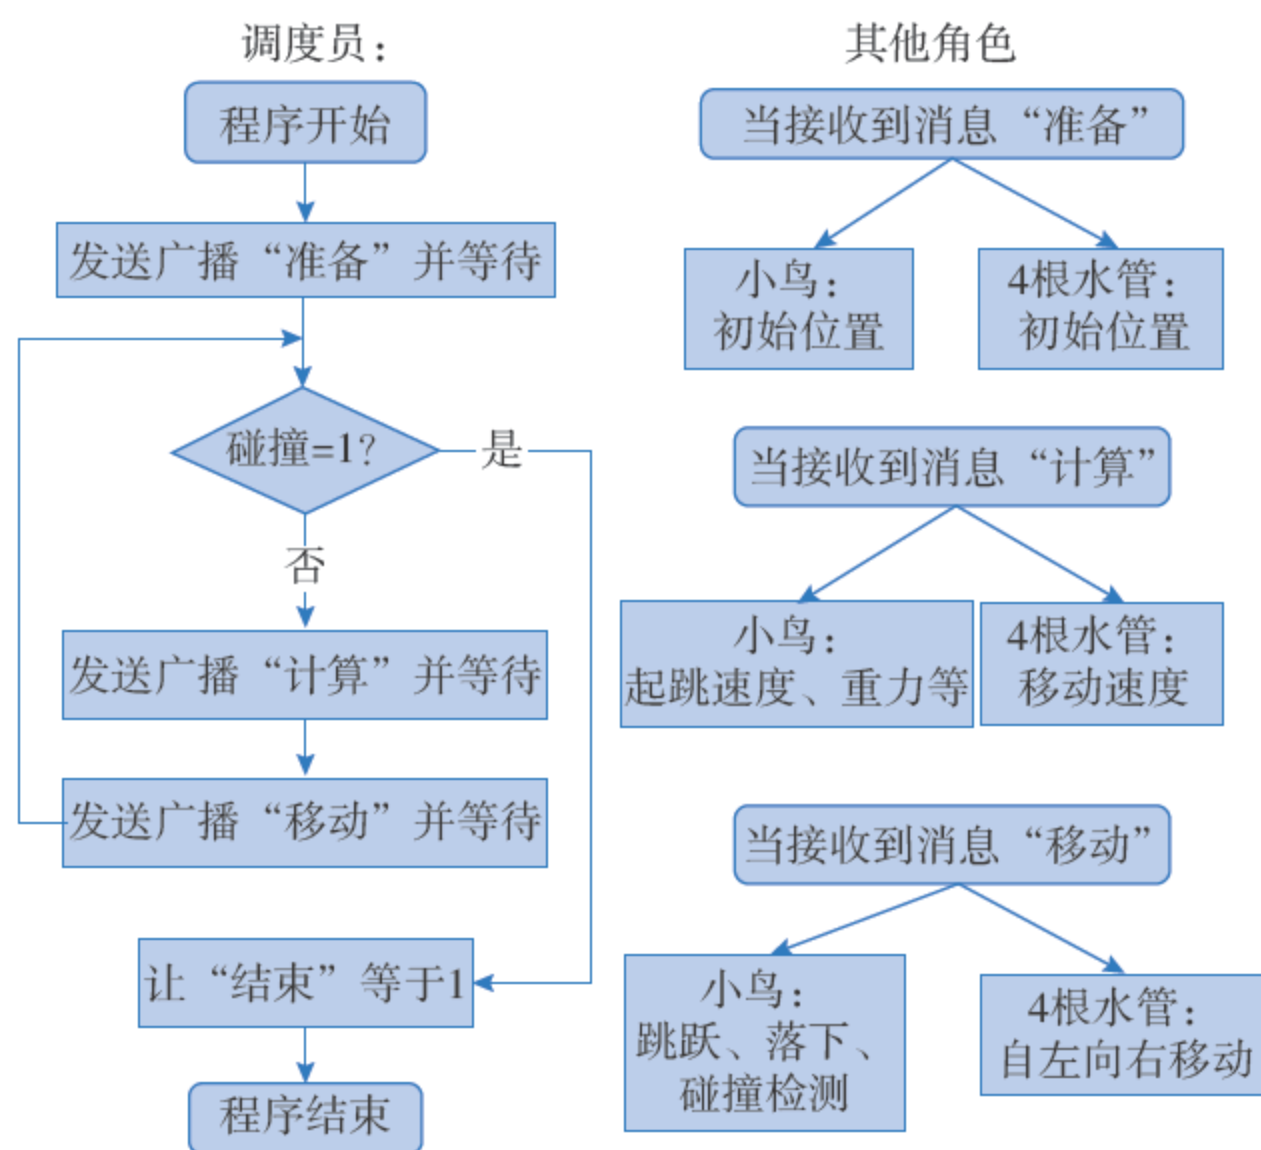 调度员：
程序开始
发送广播“准备”并等待
碰撞=1？
是
否
发送广播“计算”并等待
发送广播“移动”并等待
让“结束”等于1
程序结束
其他角色
当接收到消息“准备”
小鸟：
初始位置
4根水管：
初始位置
当接收到消息“计算”
小鸟：
起跳速度、重力等
4根水管：
移动速度
当接收到消息“移动”
小鸟：
跳跃、落下、
碰撞检测
4根水管：
自左向右移动